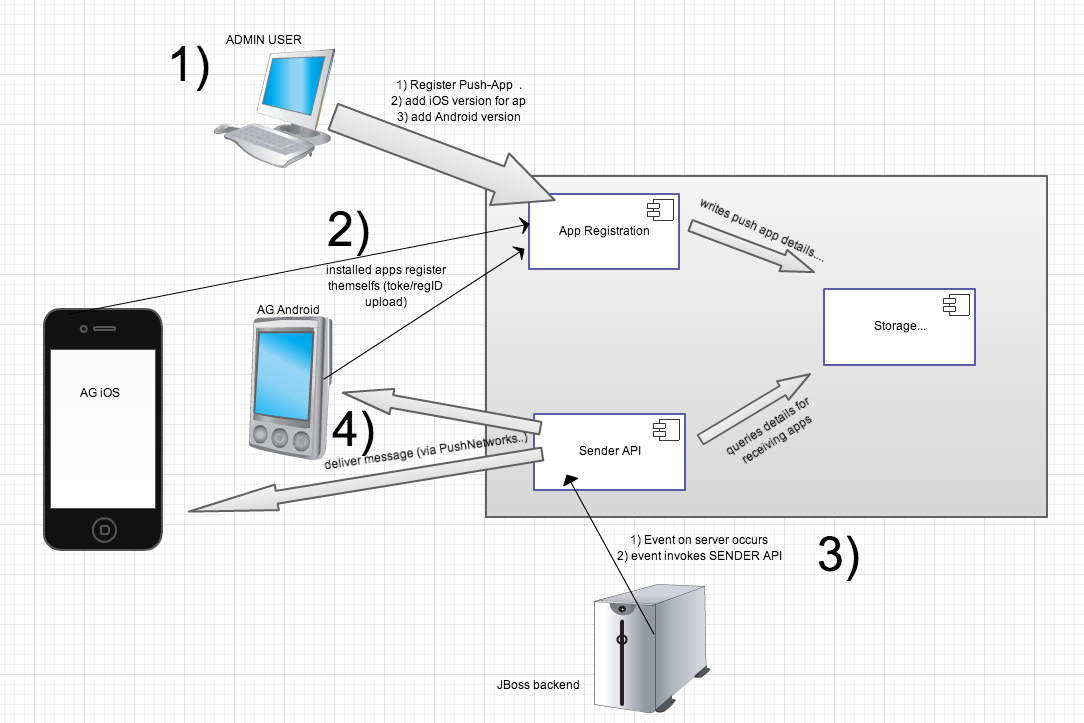 ADMIN USER
1)
1) Register Push-App .
2) add iOS version for ap
3) add Android version
2)
installed apps register
themselfs (toke/regID
upload)
App Registration
writes push app details....
Storage...
AG Android
AG iOS
4)
deliver message (via PushNetworks..)
Sender API
queries details for
receiving apps
1) Event on server occurs
2) event invokes SENDER API
3)
JBoss backend